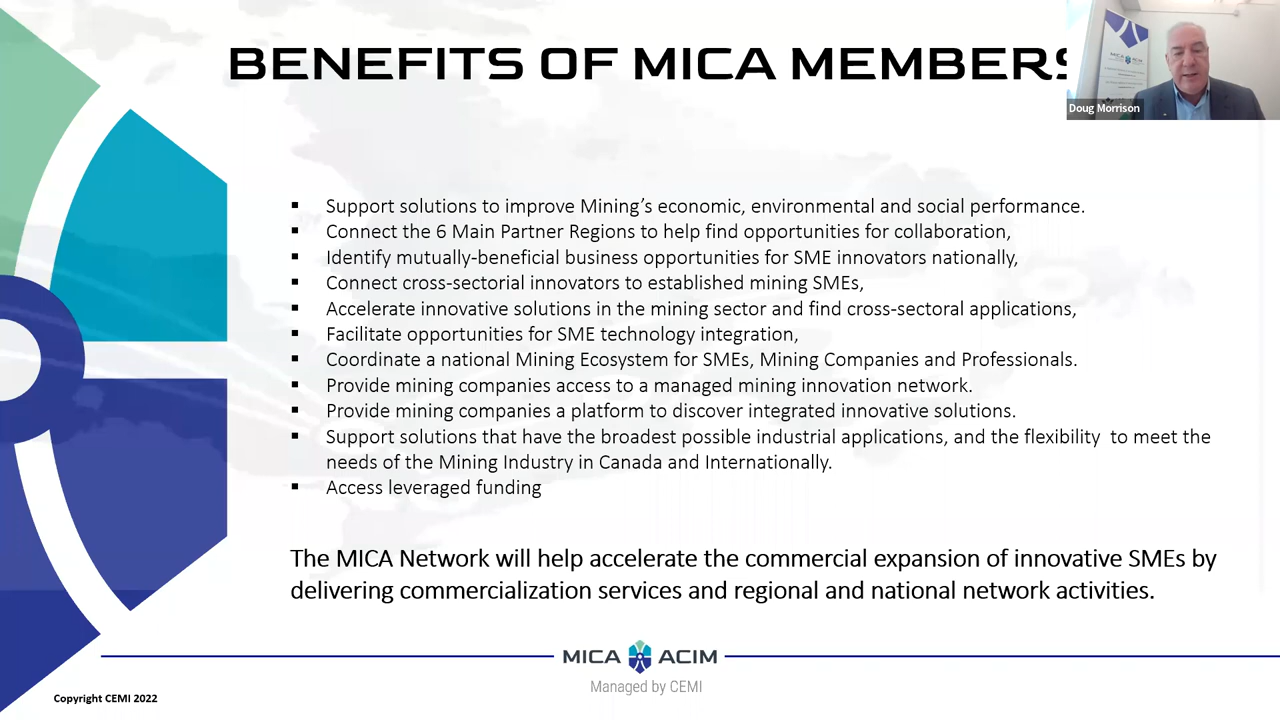 BENEFITS OF MICA MEMBERS
Doug Morrison
▪ Support solutions to improve Mining’s economic, environmental and social performance.
▪ Connect the 6 Main Partner Regions to help find opportunities for collaboration,
▪ Identify mutually-beneficial business opportunities for SME innovators nationally,
▪ Connect cross-sectorial innovators to established mining SMEs,
▪ Accelerate innovative solutions in the mining sector and find cross-sectoral applications,
▪ Facilitate opportunities for SME technology integration,
▪ Coordinate a national Mining Ecosystem for SMEs, Mining Companies and Professionals.
▪ Provide mining companies access to a managed mining innovation network.
▪ Provide mining companies a platform to discover integrated innovative solutions.
▪ Support solutions that have the broadest possible industrial applications, and the flexibility to meet the
needs of the Mining Industry in Canada and Internationally.
▪ Access leveraged funding
The MICA Network will help accelerate the commercial expansion of innovative SMEs by
delivering commercialization services and regional and national network activities.
MICA ACIM
Managed by CEMI
Copyright CEMI 2022